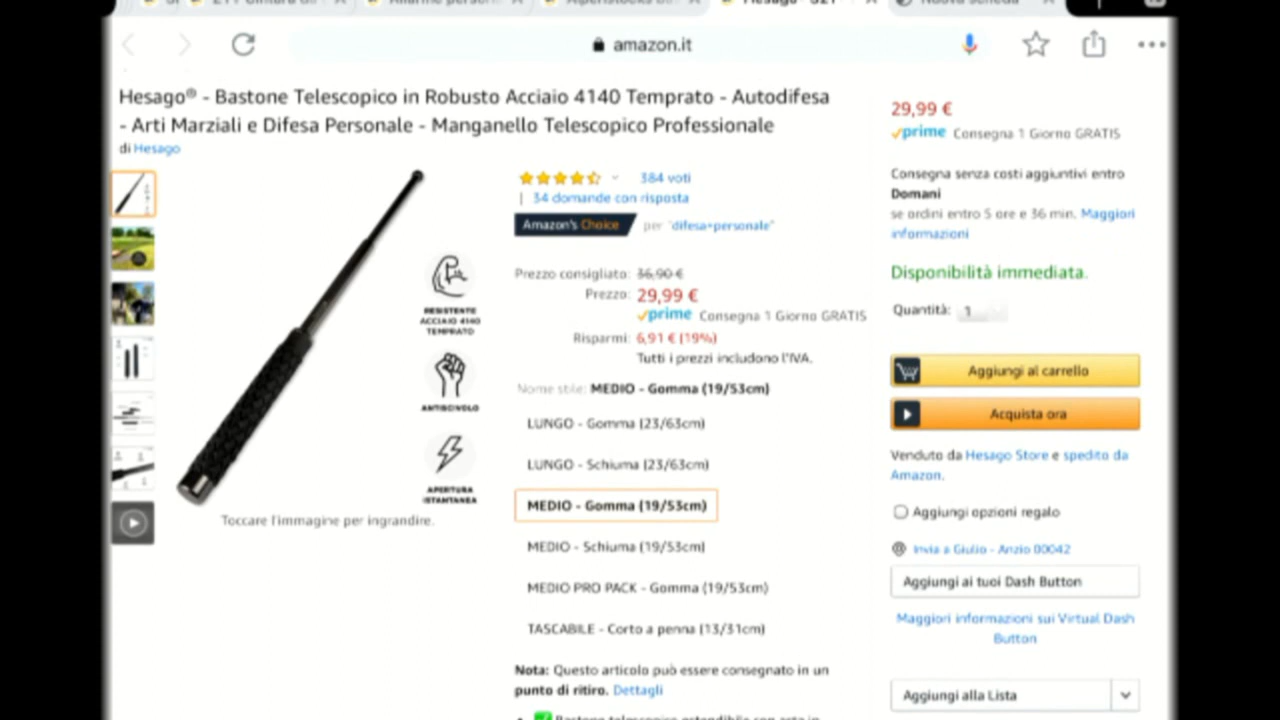 amazon.it
Hesago® - Bastone Telescopico in Robusto Acciaio 4140 Temprato - Autodifesa
- Arti Marziali e Difesa Personale - Manganello Telescopico Professionale
di Hesago
384 voti
| 34 domande con risposta
Amazon's Choice per "difesa+personale"
RESISTENTE
ACCIAIO 4140
TEMPRATO
ANTISCIVOLO
APERTURA
ISTANTANEA
Toccare l'immagine per ingrandire.
Prezzo consigliato: 36,90 €
Prezzo: 29,99 €
prime Consegna 1 Giorno GRATIS
Risparmi: 6,91 € (19%)
Tutti i prezzi includono l'IVA.
Nome stile: MEDIO - Gomma (19/53cm)
LUNGO - Gomma (23/63cm)
LUNGO - Schiuma (23/63cm)
MEDIO - Gomma (19/53cm)
MEDIO - Schiuma (19/53cm)
MEDIO PRO PACK - Gomma (19/53cm)
TASCABILE - Corto a penna (13/31cm)
Nota: Questo articolo può essere consegnato in un
punto di ritiro. Dettagli
29,99 €
prime Consegna 1 Giorno GRATIS
Consegna senza costi aggiuntivi entro
Domani
se ordini entro 5 ore e 36 min. Maggiori
informazioni
Disponibilità immediata.
Quantità: 1
Aggiungi al carrello
Acquista ora
Venduto da Hesago Store e spedito da
Amazon.
Aggiungi opzioni regalo
Invia a Giulio - Anzio 00042
Aggiungi ai tuoi Dash Button
Maggiori informazioni sui Virtual Dash
Button
Aggiungi alla Lista